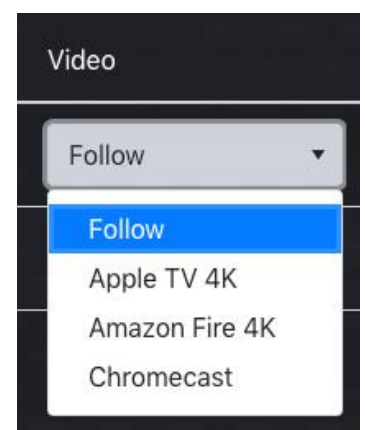 Video
Follow
Follow
Apple TV 4K
Amazon Fire 4K
Chromecast